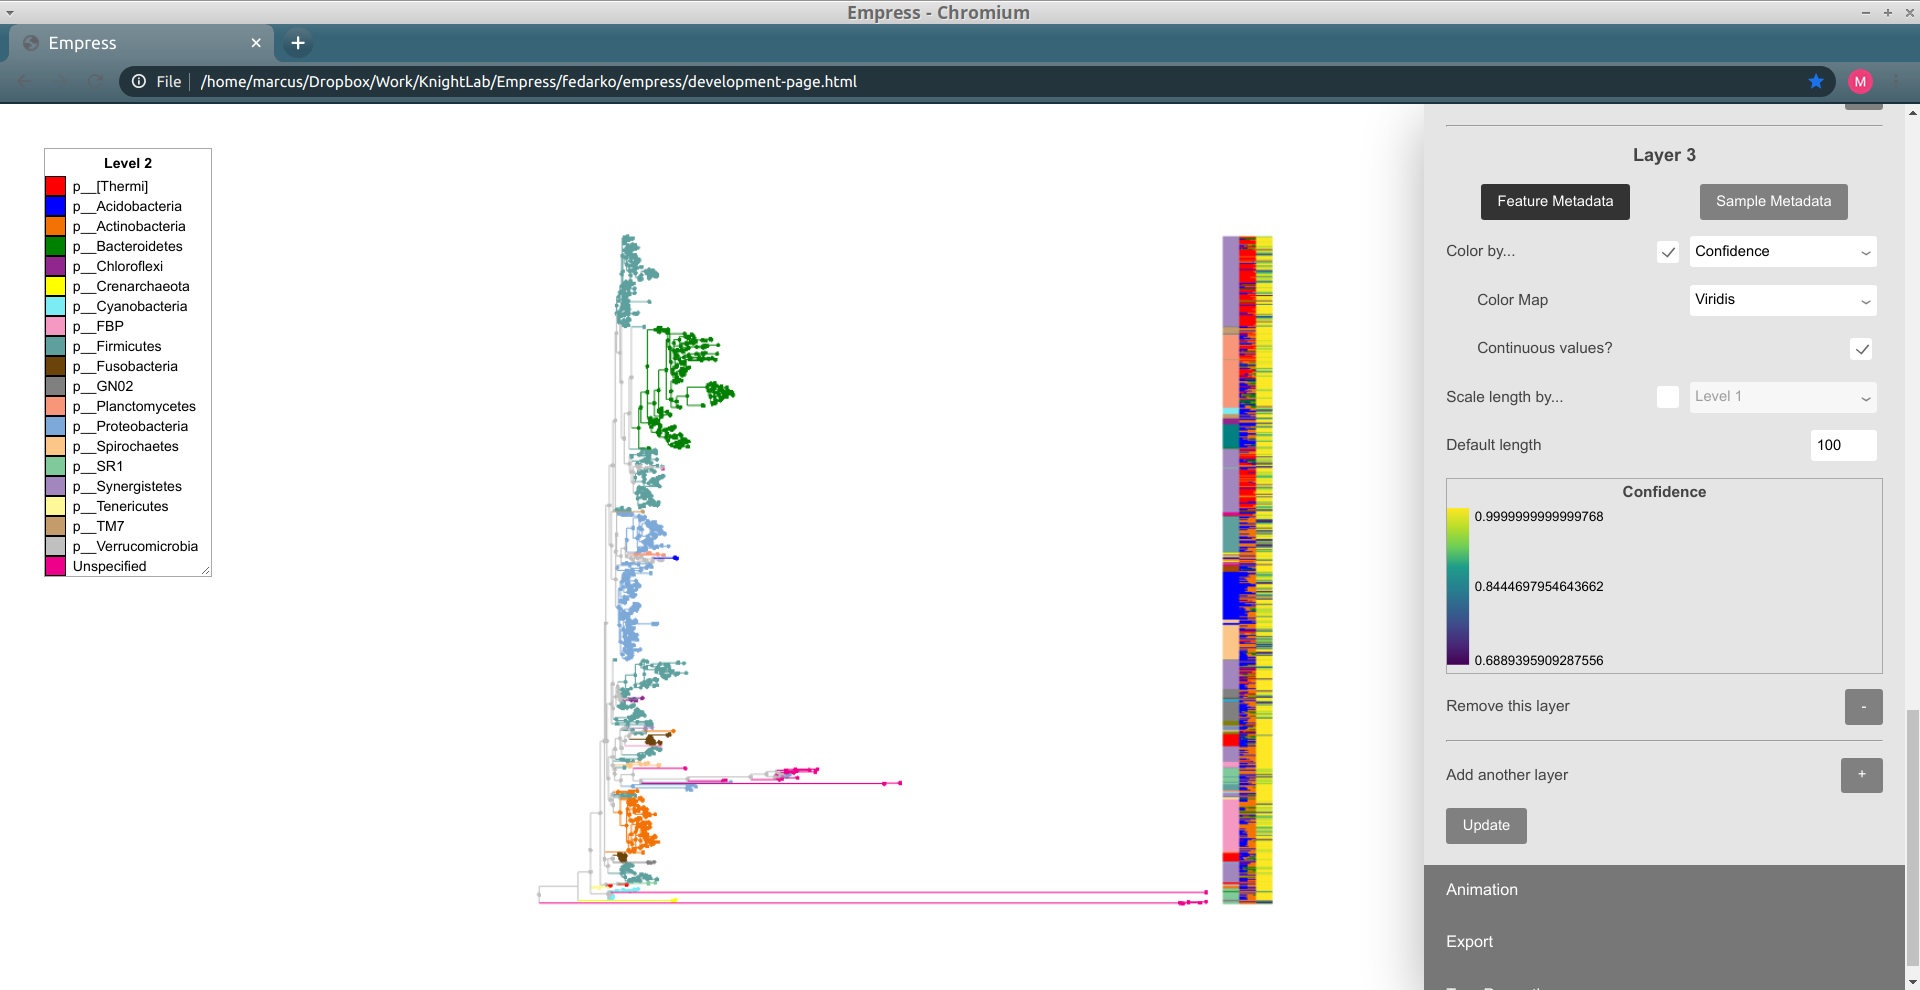 Empress - Chromium
Empress
File
/home/marcus/Dropbox/Work/KnightLab/Empress/fedarko/empress/development-page.html
M
Level 2
p__[Thermi]
p__Acidobacteria
p__Actinobacteria
p__Bacteroidetes
p__Chloroflexi
p__Crenarchaeota
p__Cyanobacteria
p__FBP
p__Firmicutes
p__Fusobacteria
p__GN02
p__Planctomycetes
p__Proteobacteria
p__Spirochaetes
p__SR1
p__Synergistetes
p__Tenericutes
p__TM7
p__Verrucomicrobia
Unspecified
Layer 3
Feature Metadata
Sample Metadata
Color by...
Confidence
Color Map
Viridis
Continuous values?
Scale length by...
Level 1
Default length
100
Confidence
0.9999999999999768
0.8444697954643662
0.6889395909287556
Remove this layer
-
Add another layer
+
Update
Animation
Export